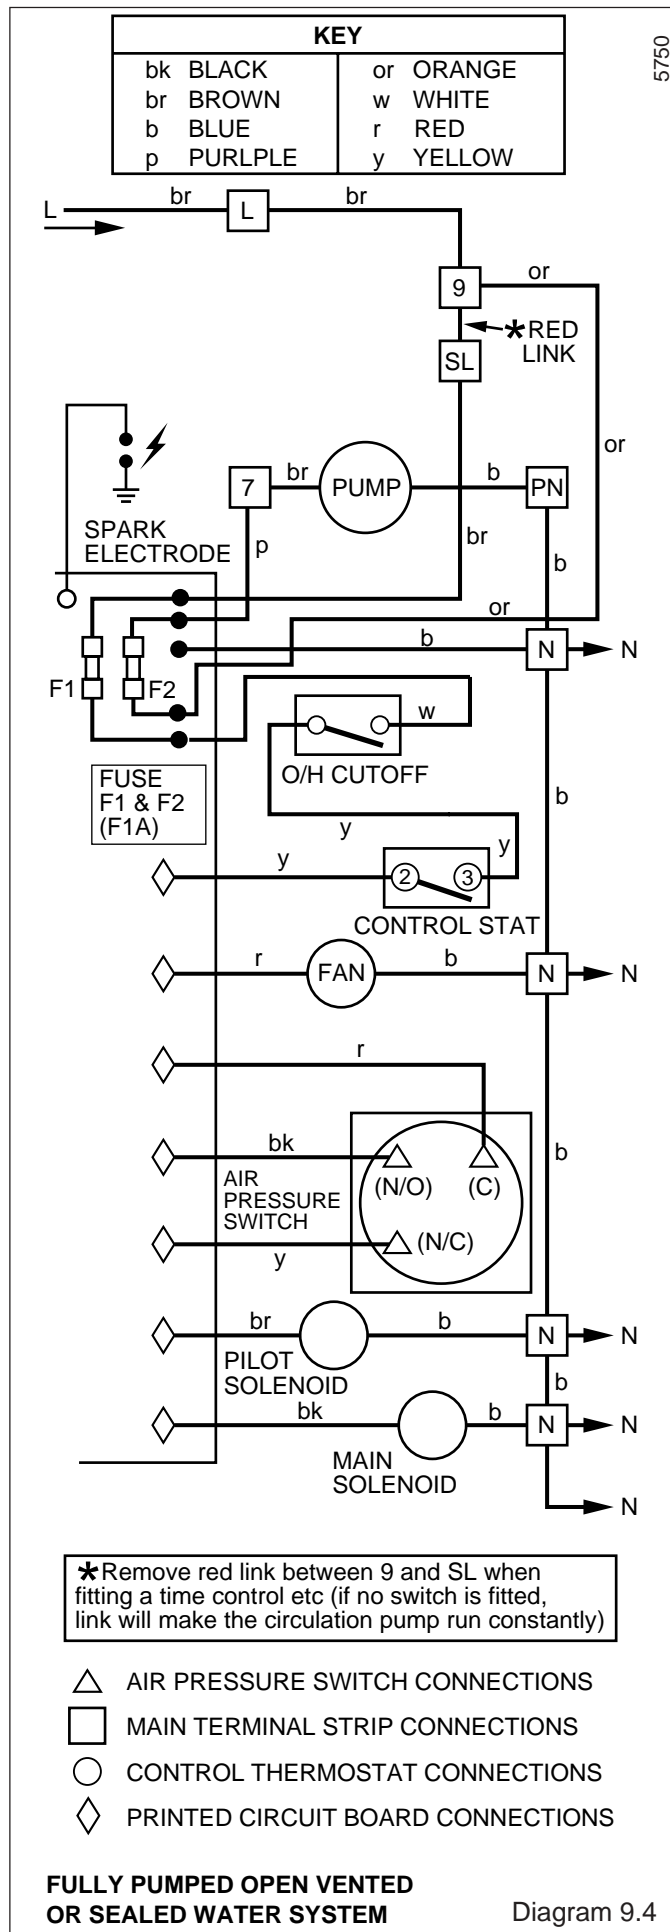 5750
KEY
bk BLACK
br BROWN
b BLUE
p PURLPLE
or ORANGE
w WHITE
r RED
y YELLOW
L
br
L
br
9
or
*RED
LINK
SL
or
7
br
PUMP
b
PN
SPARK
ELECTRODE
p
br
b
or
b
N
N
F1
F2
w
O/H CUTOFF
FUSE
F1 & F2
(F1A)
b
y
y
y
2
3
CONTROL STAT
r
FAN
b
N
N
r
bk
AIR
PRESSURE
SWITCH
(N/O)
(C)
b
(N/C)
y
br
b
N
N
PILOT
SOLENOID
b
bk
b
N
N
MAIN
SOLENOID
N
*Remove red link between 9 and SL when
fitting a time control etc (if no switch is fitted,
link will make the circulation pump run constantly)
AIR PRESSURE SWITCH CONNECTIONS
MAIN TERMINAL STRIP CONNECTIONS
CONTROL THERMOSTAT CONNECTIONS
PRINTED CIRCUIT BOARD CONNECTIONS
FULLY PUMPED OPEN VENTED
OR SEALED WATER SYSTEM
Diagram 9.4